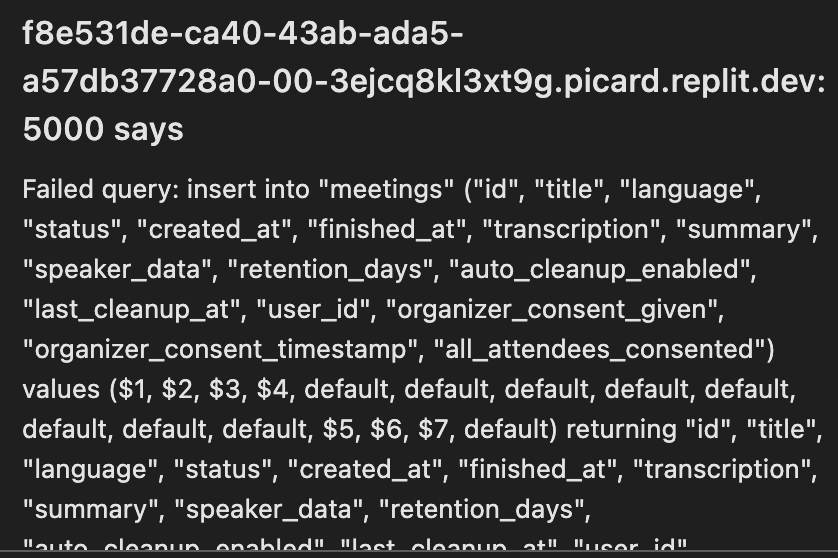 f8e531de-ca40-43ab-ada5-
a57db37728a0-00-3ejcq8kl3xt9g.picard.replit.dev:
5000 says
Failed query: insert into "meetings" ("id", "title", "language",
"status", "created_at", "finished_at", "transcription", "summary",
"speaker_data", "retention_days", "auto_cleanup_enabled",
"last_cleanup_at", "user_id", "organizer_consent_given",
"organizer_consent_timestamp", "all_attendees_consented")
values ($1, $2, $3, $4, default, default, default, default, default,
default, default, default, $5, $6, $7, default) returning "id", "title",
"language", "status", "created_at", "finished_at", "transcription",
"summary", "speaker_data", "retention_days",
"auto_cleanup_enabled", "last_cleanup_at", "user_id",